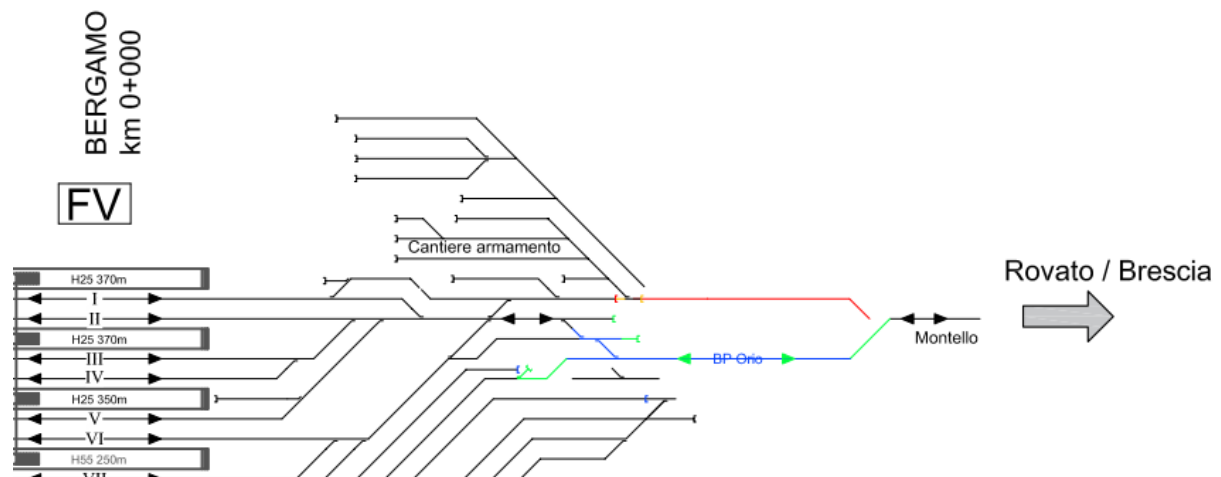 BERGAMO
km 0+000
FV
Cantiere armamento
H25 370m
I
II
H25 370m
III
IV
H25 350m
V
VI
H55 250m
VII
BP Orio
Montello
Rovato / Brescia